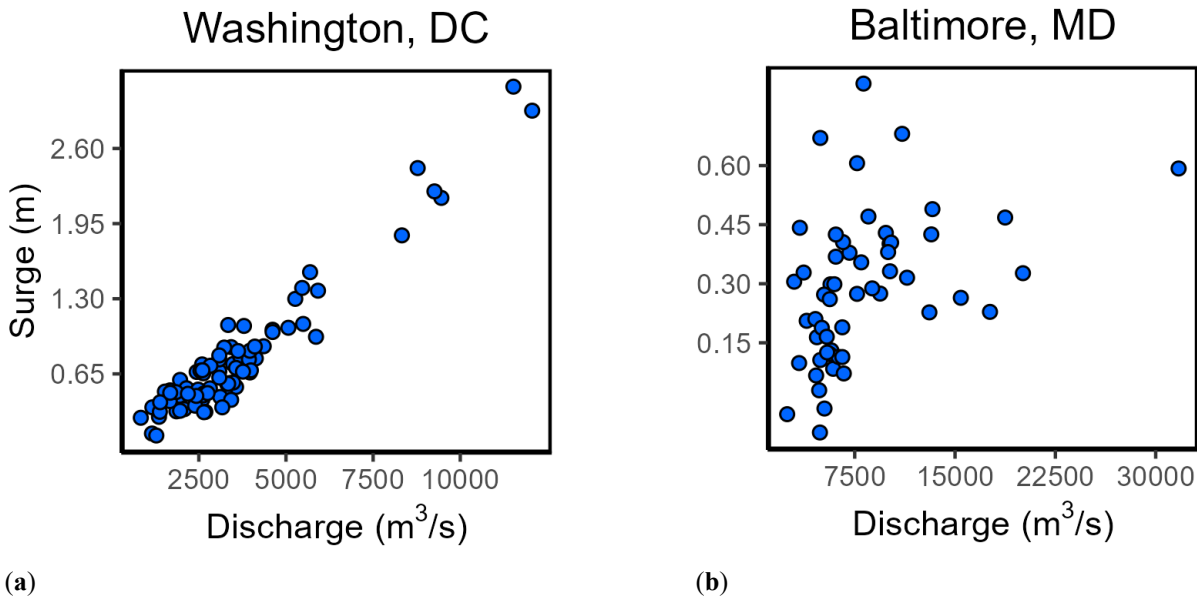 Washington, DC
Surge (m)
2.60
1.95
1.30
0.65
2500 5000 7500 10000
Discharge (m³/s)
(a)
Baltimore, MD
0.60
0.45
0.30
0.15
7500 15000 22500 30000
Discharge (m³/s)
(b)